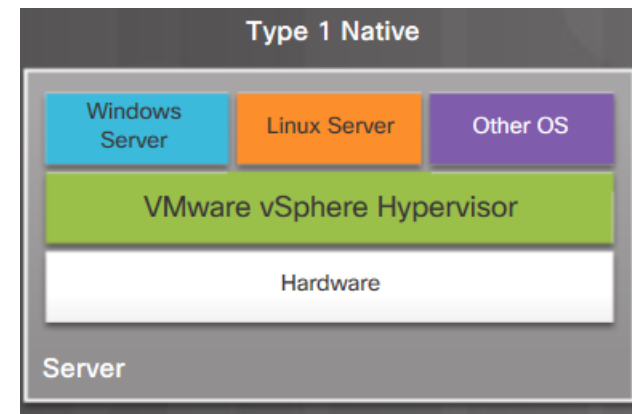 Type 1 Native
Windows
Server
Linux Server
Other OS
VMware vSphere Hypervisor
Hardware
Server